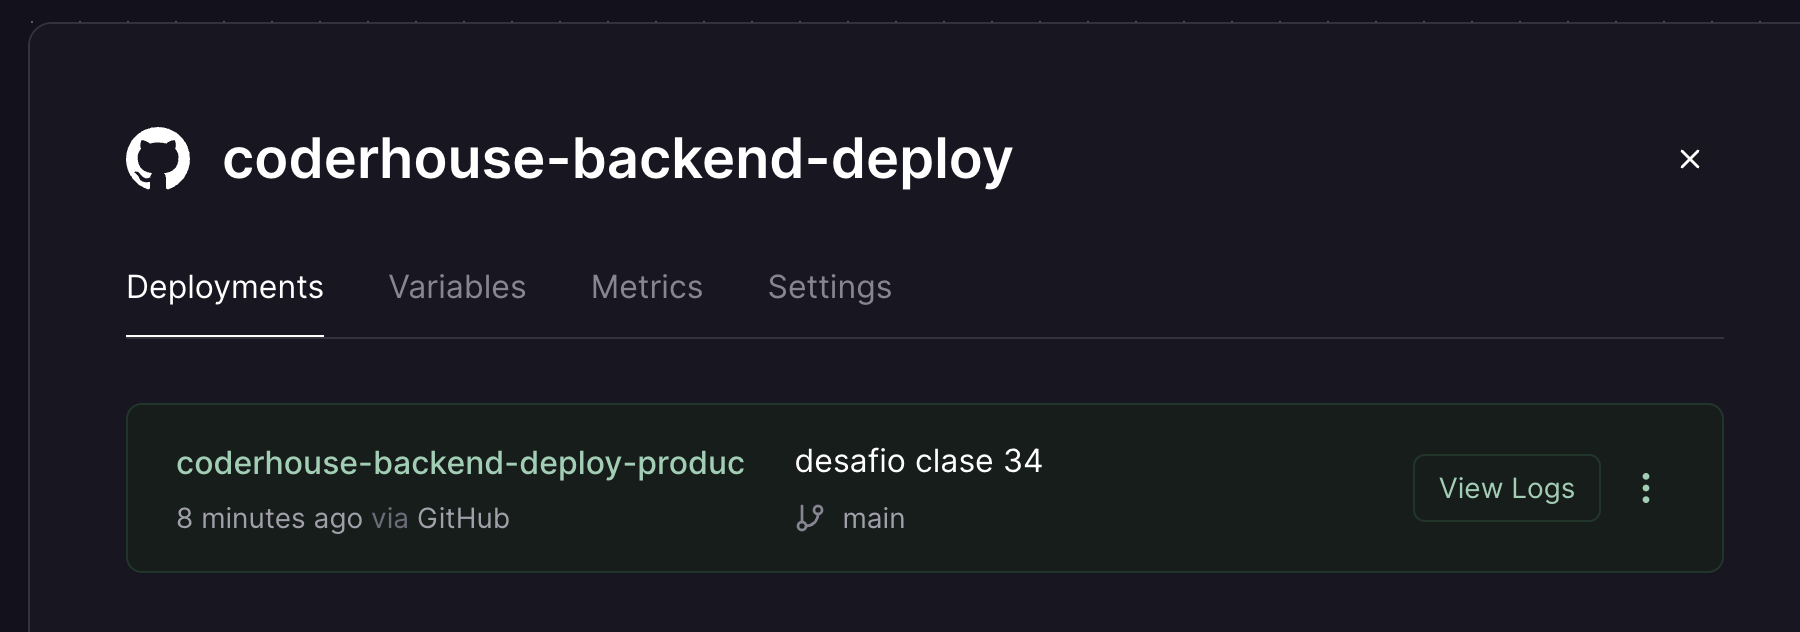 coderhouse-backend-deploy
Deployments Variables Metrics Settings
coderhouse-backend-deploy-produc
8 minutes ago via GitHub
desafio clase 34
main
View Logs